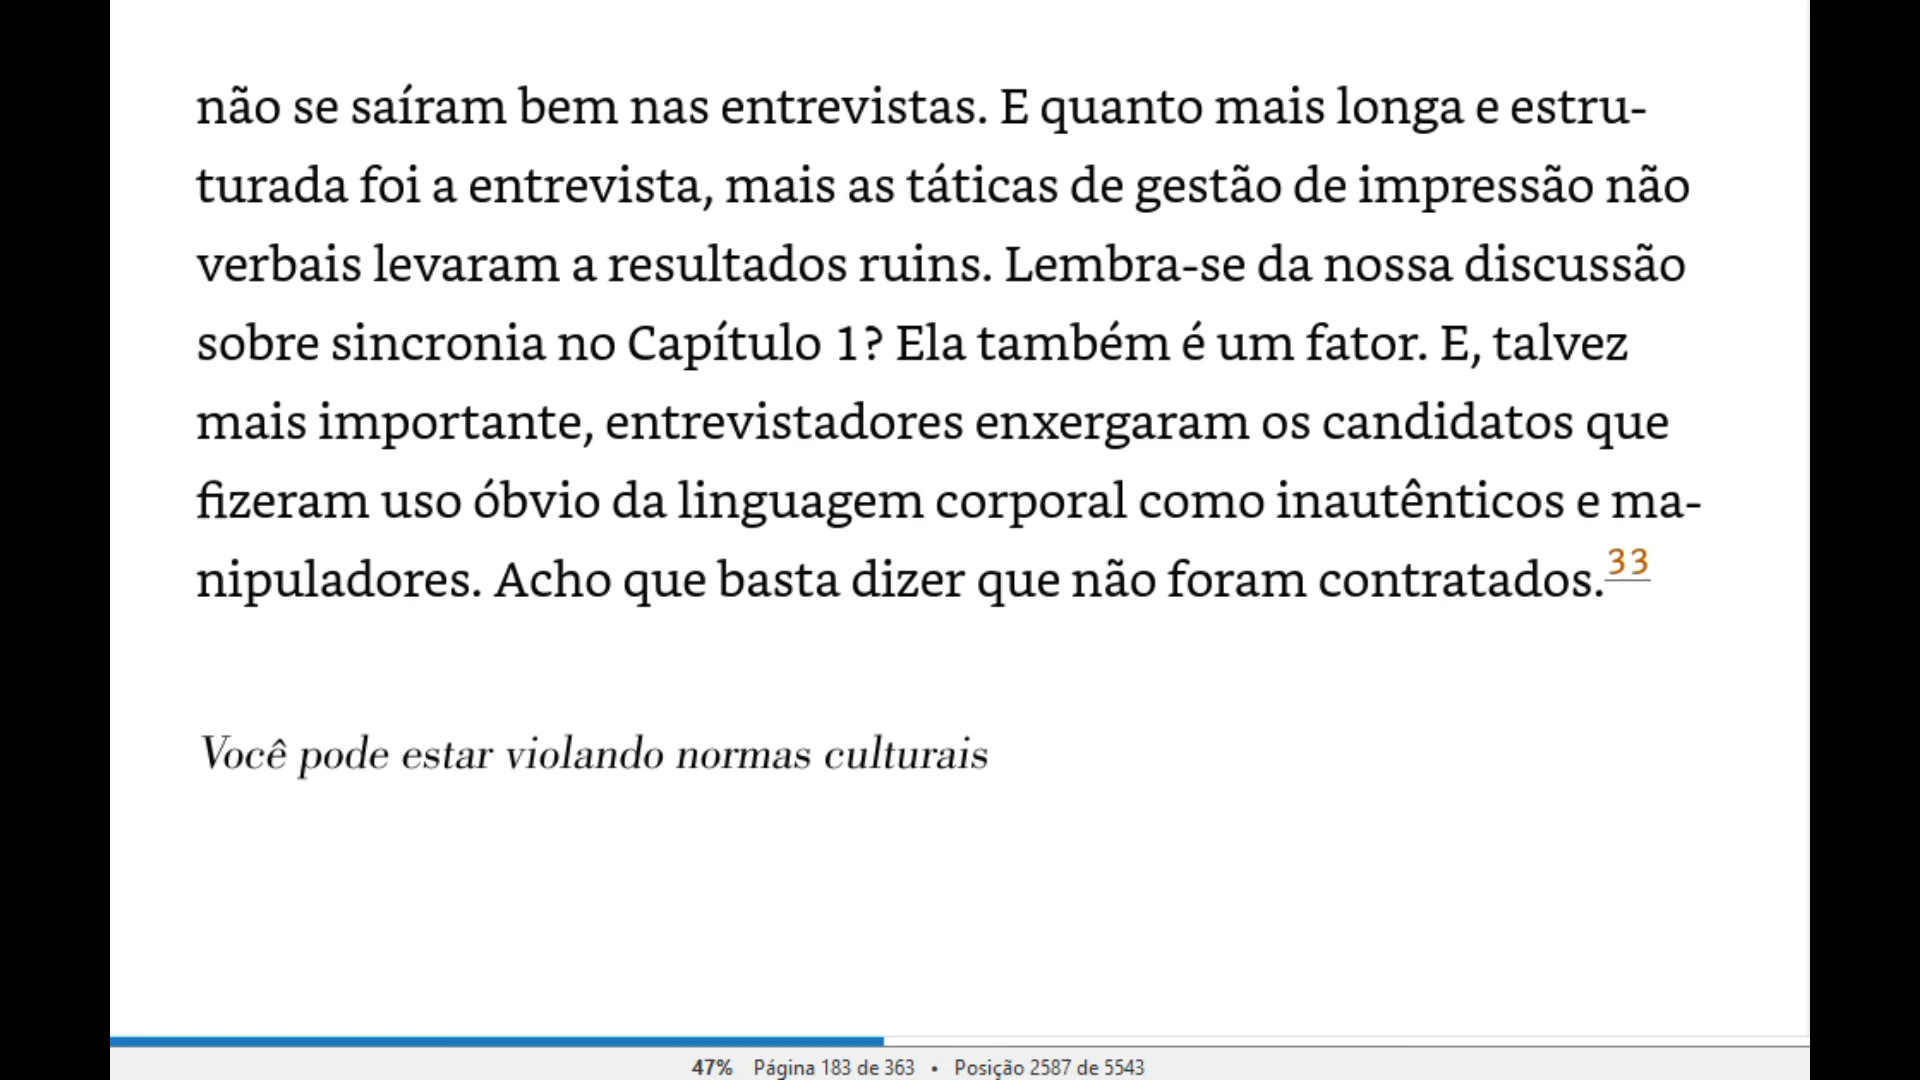 não se saíram bem nas entrevistas. E quanto mais longa e estru-
turada foi a entrevista, mais as táticas de gestão de impressão não
verbais levaram a resultados ruins. Lembra-se da nossa discussão
sobre sincronia no Capítulo 1? Ela também é um fator. E, talvez
mais importante, entrevistadores enxergaram os candidatos que
fizeram uso óbvio da linguagem corporal como inautênticos e ma-
nipuladores. Acho que basta dizer que não foram contratados.33
Você pode estar violando normas culturais
47% Página 183 de 363 • Posição 2587 de 5543